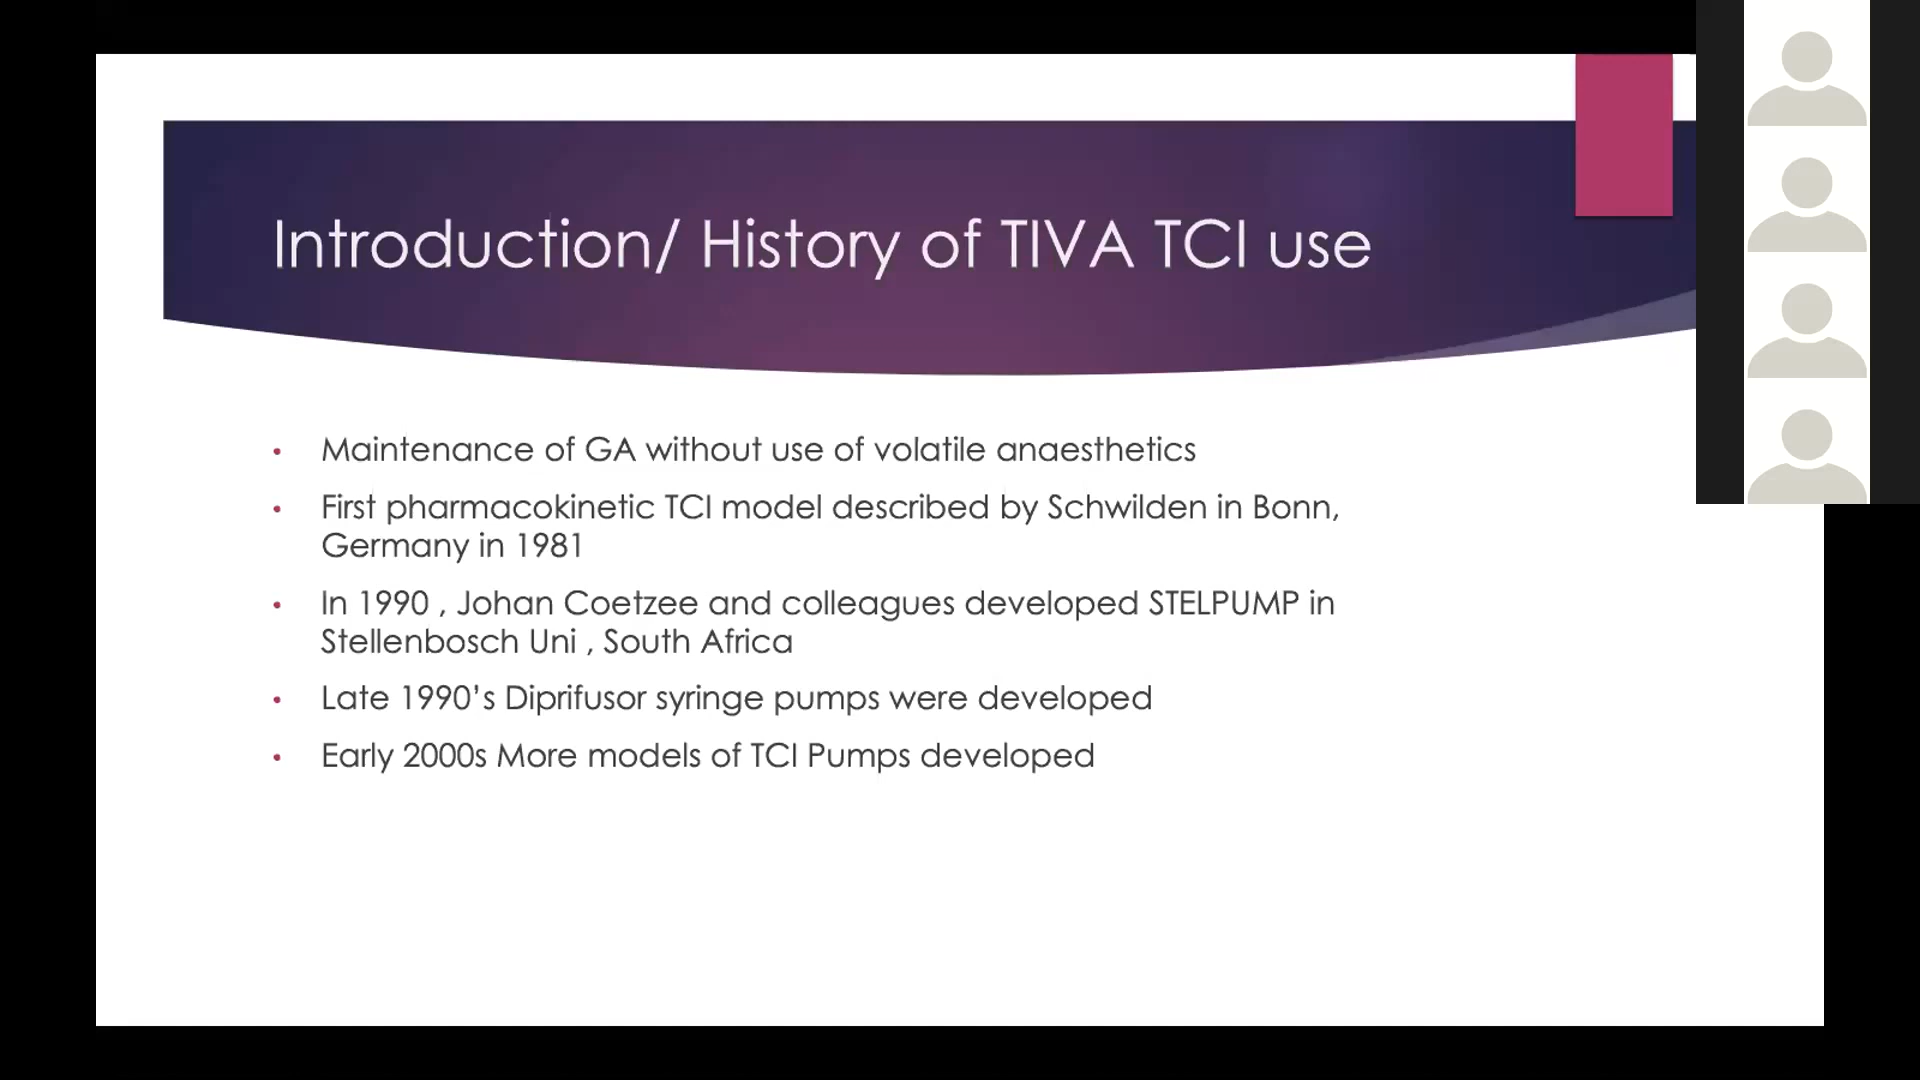 Introduction/ History of TIVA TCI use
• Maintenance of GA without use of volatile anaesthetics
• First pharmacokinetic TCI model described by Schwilden in Bonn,
Germany in 1981
• In 1990 , Johan Coetzee and colleagues developed STELPUMP in
Stellenbosch Uni , South Africa
• Late 1990’s Diprifusor syringe pumps were developed
• Early 2000s More models of TCI Pumps developed